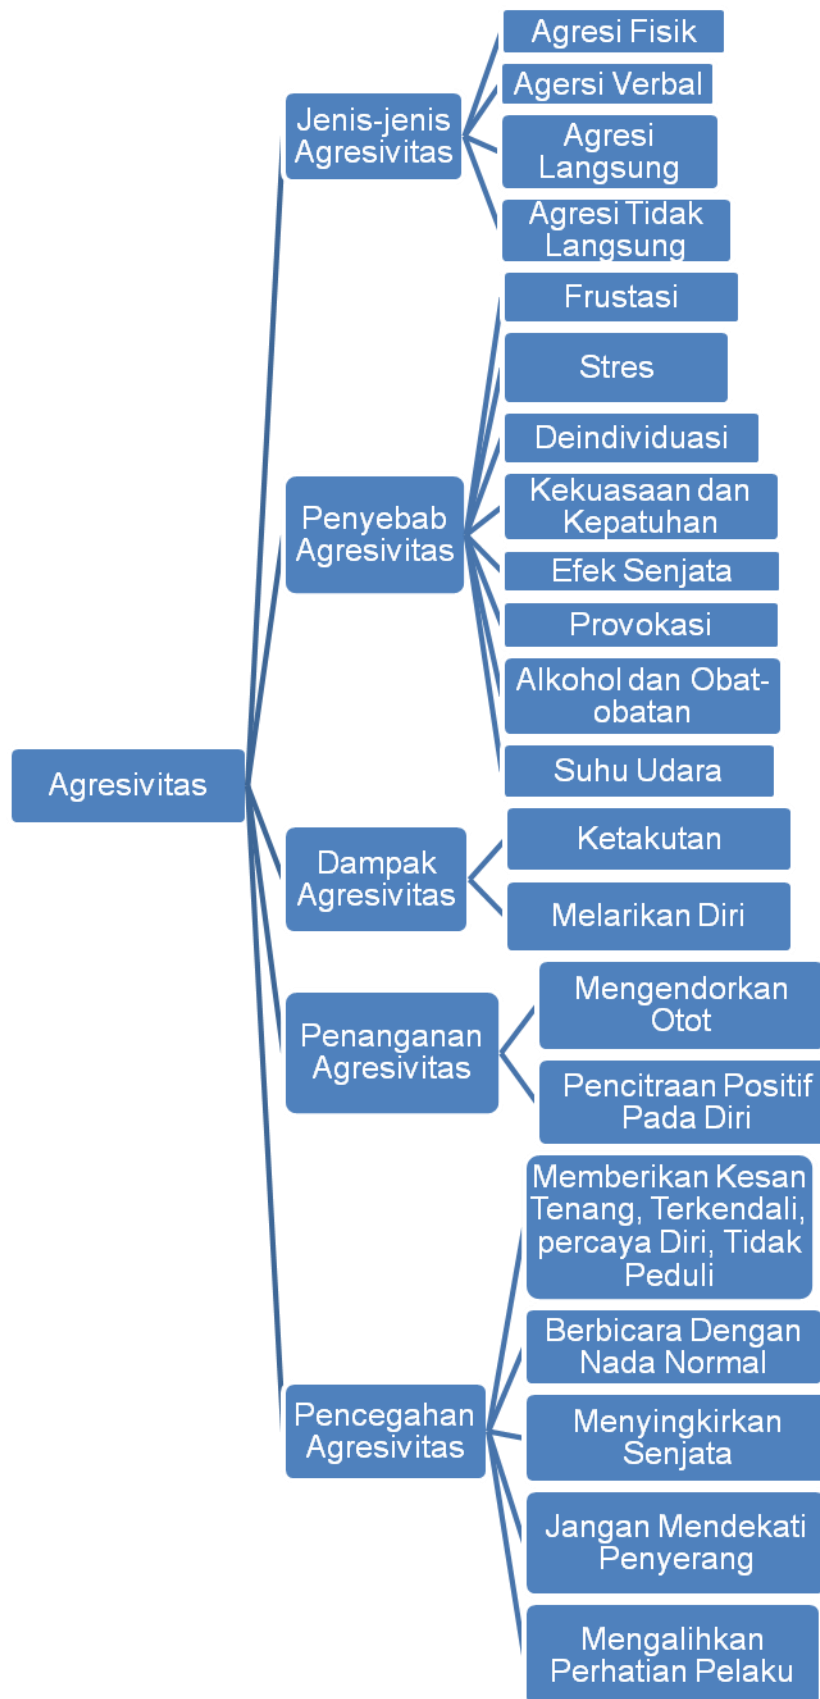 Agresi Fisik
Agersi Verbal
Jenis-jenis
Agresivitas
Agresi
Langsung
Agresi Tidak
Langsung
Frustasi
Stres
Deindividuasi
Penyebab
Agresivitas
Kekuasaan dan
Kepatuhan
Efek Senjata
Provokasi
Alkohol dan Obat-
obatan
Suhu Udara
Agresivitas
Dampak
Agresivitas
Ketakutan
Melarikan Diri
Penanganan
Agresivitas
Mengendorkan
Otot
Pencitraan Positif
Pada Diri
Memberikan Kesan
Tenang, Terkendali,
percaya Diri, Tidak
Peduli
Berbicara Dengan
Nada Normal
Pencegahan
Agresivitas
Menyingkirkan
Senjata
Jangan Mendekati
Penyerang
Mengalihkan
Perhatian Pelaku